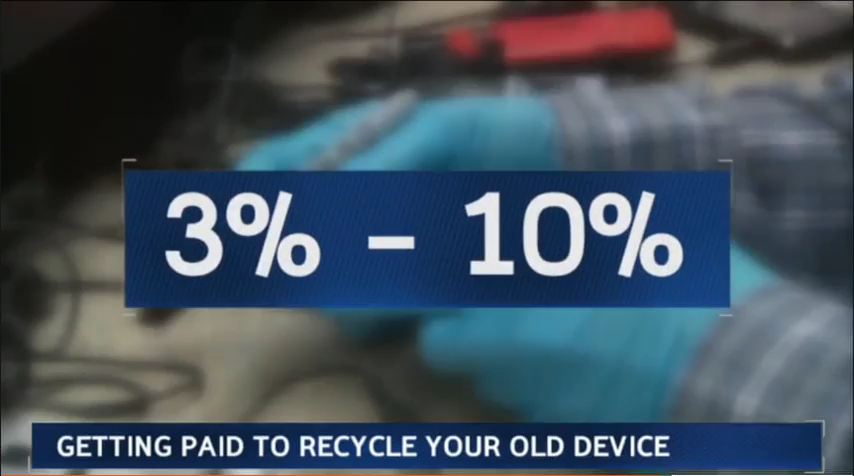 3% – 10%
GETTING PAID TO RECYCLE YOUR OLD DEVICE